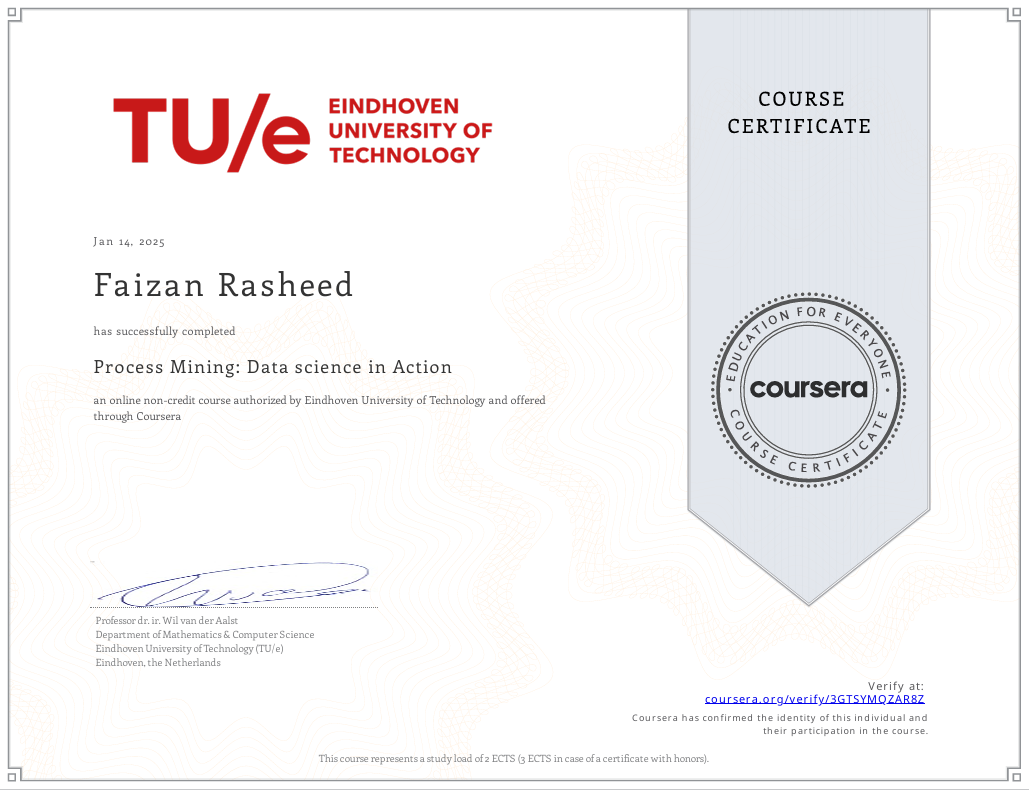 TU/e
EINDHOVEN
UNIVERSITY OF
TECHNOLOGY
COURSE
CERTIFICATE
Jan 14, 2025
Faizan Rasheed
has successfully completed
Process Mining: Data science in Action
an online non-credit course authorized by Eindhoven University of Technology and offered
through Coursera
EDUCATION FOR EVERYONE
coursera
COURSE CERTIFICATE
Professor dr. ir. Wil van der Aalst
Department of Mathematics & Computer Science
Eindhoven University of Technology (TU/e)
Eindhoven, the Netherlands
Verify at:
coursera.org/verify/3GTSYMQZAR8Z
Coursera has confirmed the identity of this individual and
their participation in the course.
This course represents a study load of 2 ECTS (3 ECTS in case of a certificate with honors).